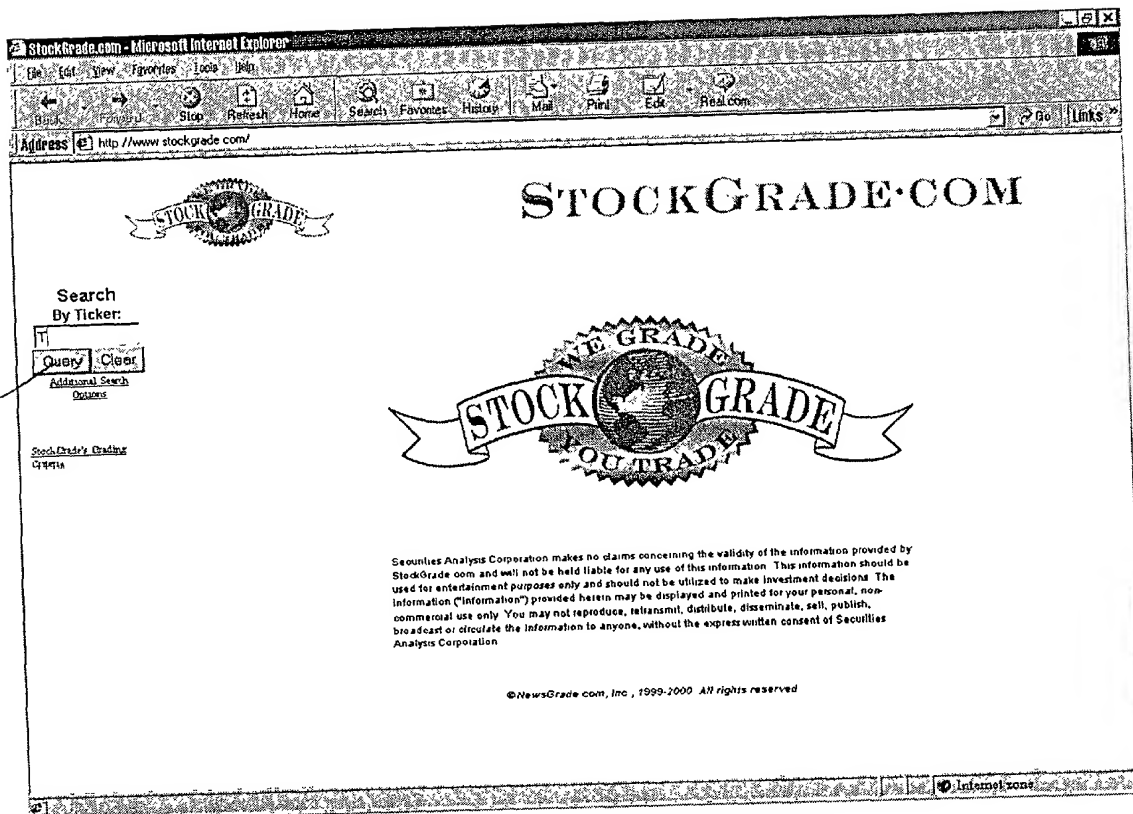 StockGrade.com - Microsoft Internet Explorer
File Edit View Favorites Tools Help
Back Forward Stop Refresh Home Search Favorites History Mail Print Edit Real.com
Address http //www stockgrade com/ Go Links »
STOCK GRADE
STOCKGRADE·COM
Search
By Ticker:
T
Query Clear
Additional Search
Options
StockGrade's Grading
Criteria
WE GRADE
STOCK GRADE
YOU TRADE
Securities Analysis Corporation makes no claims concerning the validity of the information provided by
StockGrade com and will not be held liable for any use of this information This information should be
used for entertainment purposes only and should not be utilized to make investment decisions The
information ("Information") provided herein may be displayed and printed for your personal, non-
commercial use only You may not reproduce, retransmit, distribute, disseminate, sell, publish,
broadcast or circulate the Information to anyone, without the express written consent of Securities
Analysis Corporation
©NewsGrade com, Inc , 1999-2000 All rights reserved
Internet zone